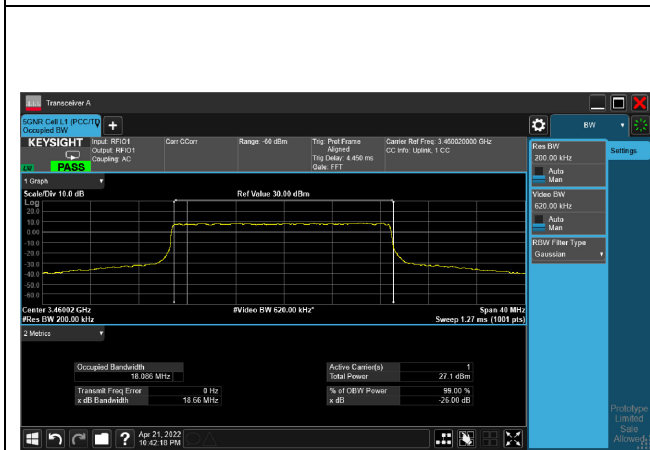 Transceiver A
5GNR Cell L1 (PCC/TD
Occupied BW
+
BW
KEYSIGHT
PASS
Input: RFIO1
Output: RFIO1
Coupling: AC
Corr CCorr
Range: -60 dBm
Trig: Prot Frame
Aligned
Trig Delay: 4.450 ms
Gate: FFT
Carrier Ref Freq: 3.460020000 GHz
CC Info: Uplink, 1 CC
Res BW
200.00 kHz
Auto
Man
Video BW
620.00 kHz
Auto
Man
RBW Filter Type
Gaussian
Settings
1 Graph
Scale/Div 10.0 dB
Ref Value 30.00 dBm
Log
20.0
10.0
0.00
-10.0
-20.0
-30.0
-40.0
-50.0
-60.0
Center 3.46002 GHz
#Video BW 620.00 kHz*
Span 40 MHz
#Res BW 200.00 kHz
Sweep 1.27 ms (1001 pts)
2 Metrics
Occupied Bandwidth
18.086 MHz
Active Carrier(s) 1
Total Power 27.1 dBm
Transmit Freq Error 0 Hz
x dB Bandwidth 18.66 MHz
% of OBW Power 99.00 %
x dB -26.00 dB
Prototype
Limited
Sale
Allowed
?
Apr 21, 2022
10:42:18 PM